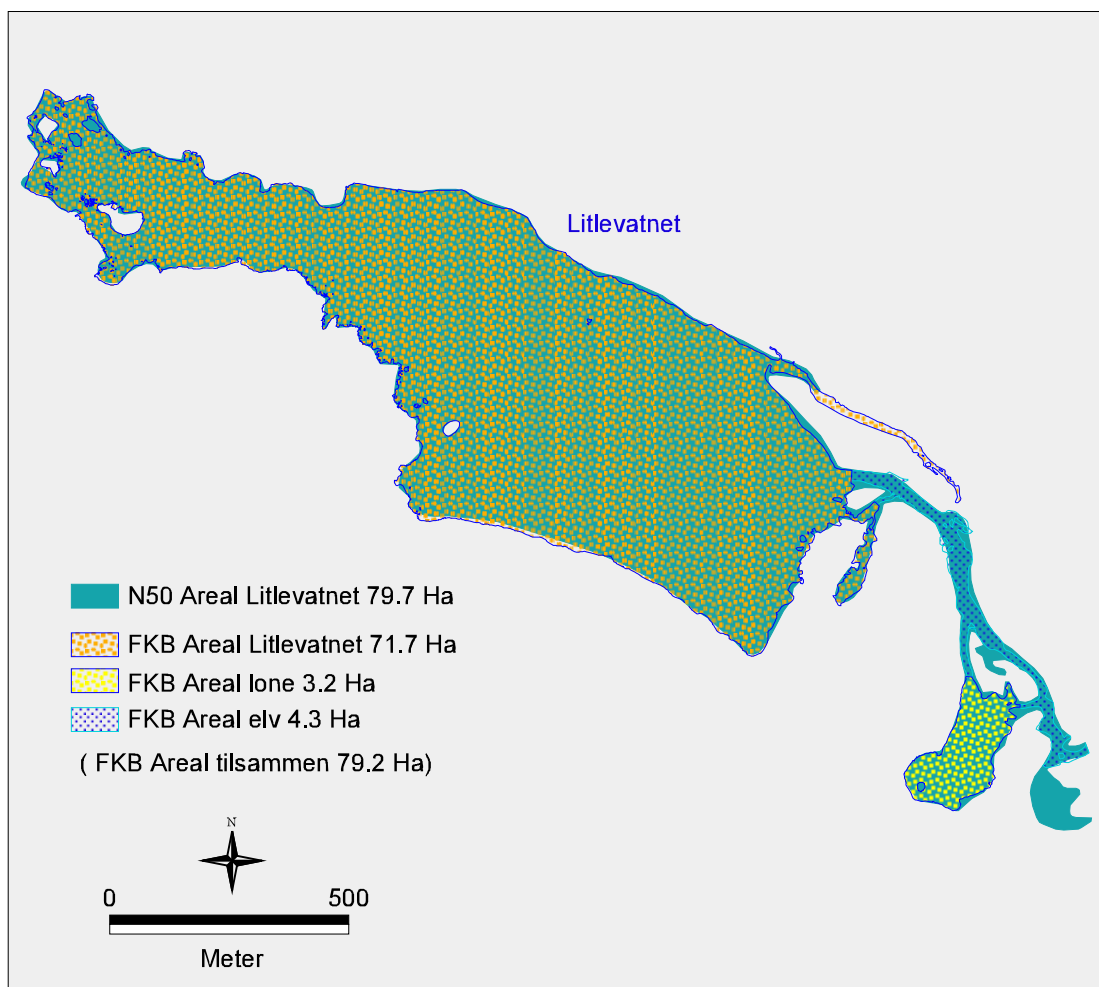 Litlevatnet
N50 Areal Litlevatnet 79.7 Ha
FKB Areal Litlevatnet 71.7 Ha
FKB Areal lone 3.2 Ha
FKB Areal elv 4.3 Ha
( FKB Areal tilsammen 79.2 Ha)
N
0 500
Meter